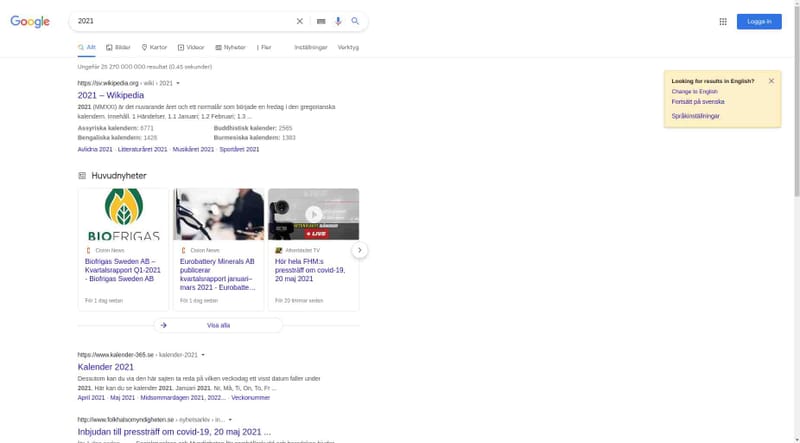 Google
2021
Logga in
Allt Bilder Kartor Videor Nyheter Fler Inställningar Verktyg
Ungefär 25 270 000 000 resultat (0,45 sekunder)
https://sv.wikipedia.org › wiki › 2021
2021 – Wikipedia
2021 (MMXXI) är det nuvarande året och ett normalår som började en fredag i den gregorianska
kalendern. Innehåll. 1 Händelser. 1.1 Januari; 1.2 Februari; 1.3 ...
Assyriska kalendern: 6771 Buddhistisk kalender: 2565
Bengaliska kalendern: 1428 Burmesiska kalendern: 1383
Avlidna 2021 · Litteraturåret 2021 · Musikåret 2021 · Sportåret 2021
Looking for results in English?
Change to English
Fortsätt på svenska
Språkinställningar
Huvudnyheter
BIOFRIGAS
Cision News
Biofrigas Sweden AB –
Kvartalsrapport Q1-2021
- Biofrigas Sweden AB
För 1 dag sedan
Cision News
Eurobattery Minerals AB
publicerar
kvartalsrapport januari–
mars 2021 - Eurobatte...
För 1 dag sedan
LIVE
Aftonbladet TV
Hör hela FHM:s
pressträff om covid-19,
20 maj 2021
För 20 timmar sedan
Visa alla
https://www.kalender-365.se › kalender-2021
Kalender 2021
Dessutom kan du via den här sajten ta reda på vilken veckodag ett visst datum faller under
2021. Här kan du se kalender 2021. Januari 2021. Nr, Må, Ti, On, To, Fr ...
April 2021 · Maj 2021 · Midsommardagen 2021, 2022... · Veckonummer
http://www.folkhalsomyndigheten.se › nyhetsarkiv › in...
Inbjudan till pressträff om covid-19, 20 maj 2021 ...